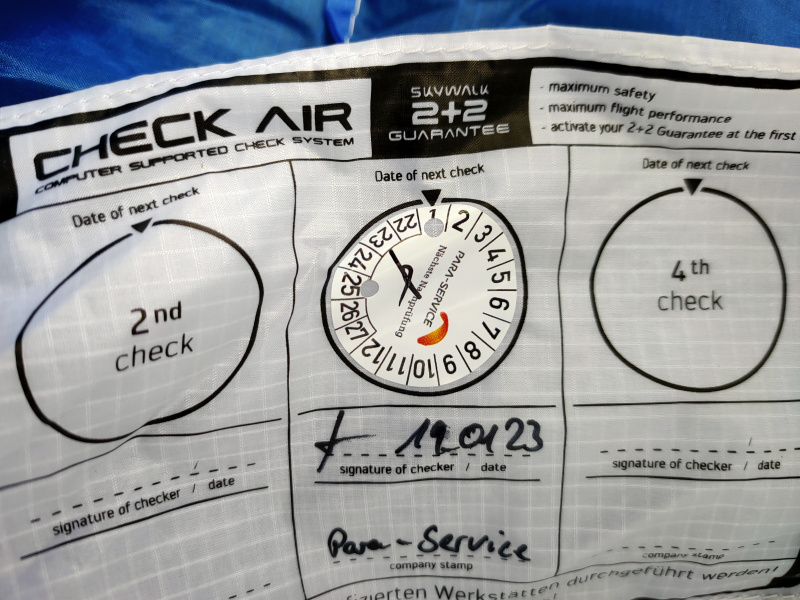 CHECK AIR
COMPUTER SUPPORTED CHECK SYSTEM
SKYWALK
2+2
GUARANTEE
- maximum safety
- maximum flight performance
- activate your 2+2 Guarantee at the first
Date of next check
2nd
check
signature of checker / date
Date of next check
1 2 3 4 5 6 7 8 9 10 11 12
22 23 24 25 26 27
PARA-SERVICE
Nächste Nachprüfung
19.01.23
signature of checker / date
Para-Service
company stamp
Date of next check
4th
check
signature of checker / date
company stamp
Werkstätten durchgeführt werden!